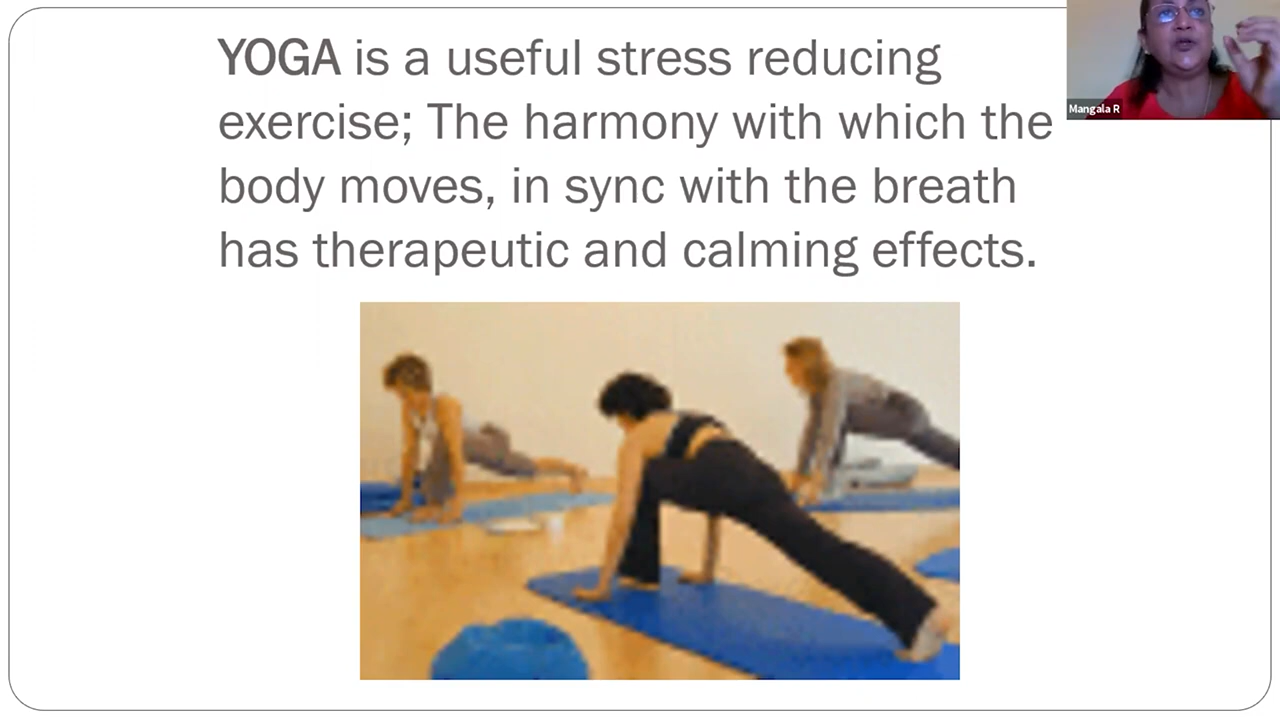 YOGA is a useful stress reducing
exercise; The harmony with which the
body moves, in sync with the breath
has therapeutic and calming effects.
Mangala R